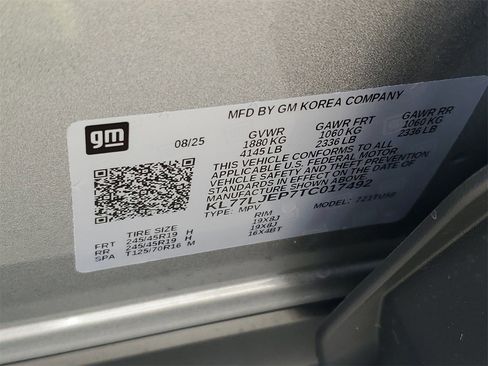 gm
MFD BY GM KOREA COMPANY
08/25 GVWR GAWR FRT GAWR RR
1880 KG 1060 KG 1060 KG
4145 LB 2336 LB 2336 LB
THIS VEHICLE CONFORMS TO ALL
APPLICABLE U.S. FEDERAL MOTOR
VEHICLE SAFETY AND THEFT PREVENTION
STANDARDS IN EFFECT ON THE DATE OF
MANUFACTURE SHOWN ABOVE.
KL77LJEP7TC017492
TYPE: MPV MODEL:
TIRE SIZE RIM
FRT 245/45R19 H 19X8J
RR 245/45R19 H 19X8J
SPA T125/70R16 M 16X4BT